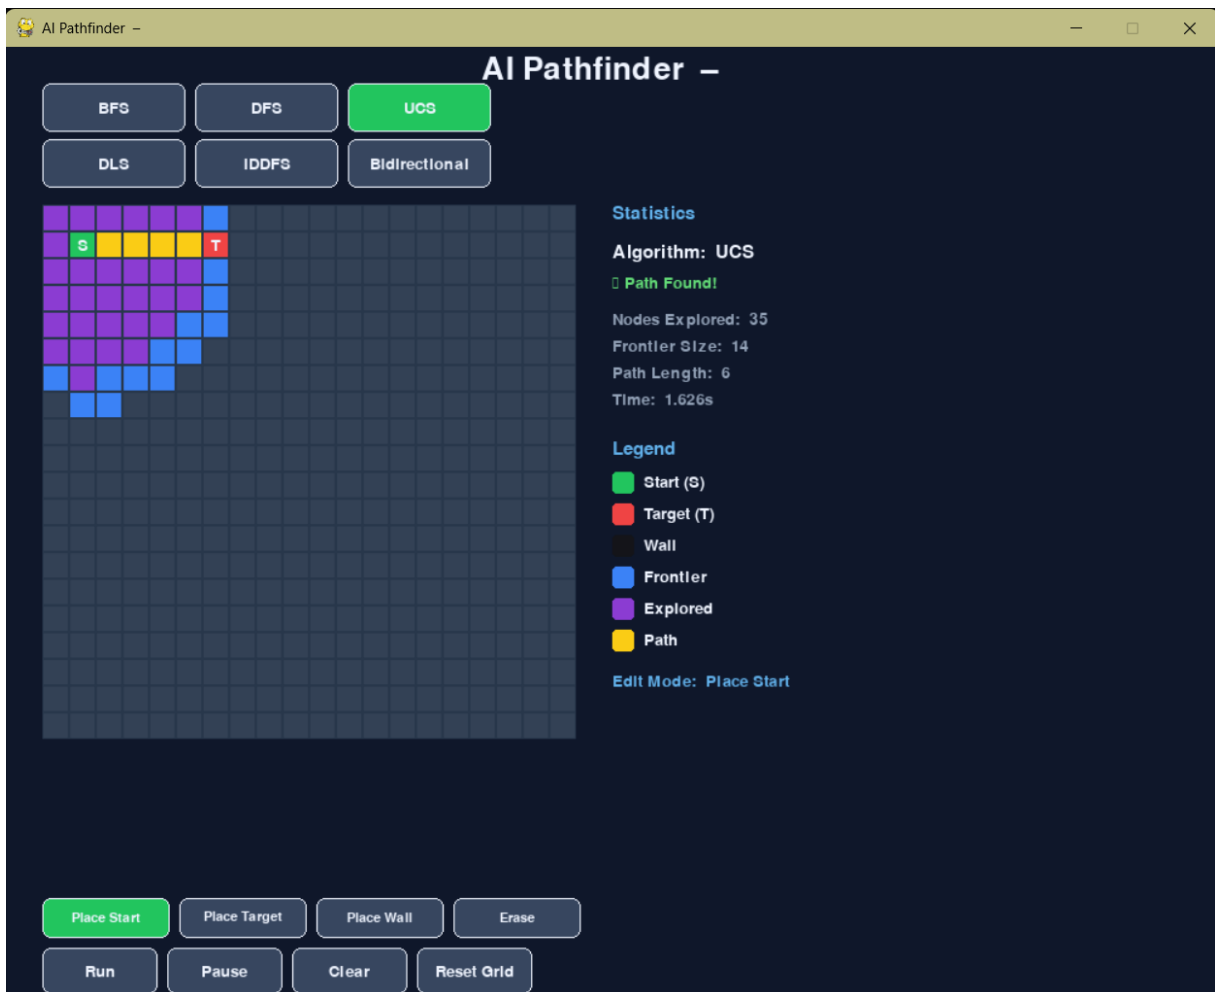 AI Pathfinder –
AI Pathfinder –
BFS
DFS
UCS
DLS
IDDFS
Bidirectional
S
T
Statistics
Algorithm: UCS
▯ Path Found!
Nodes Explored: 35
Frontier Size: 14
Path Length: 6
Time: 1.626s
Legend
Start (S)
Target (T)
Wall
Frontier
Explored
Path
Edit Mode: Place Start
Place Start
Place Target
Place Wall
Erase
Run
Pause
Clear
Reset Grid